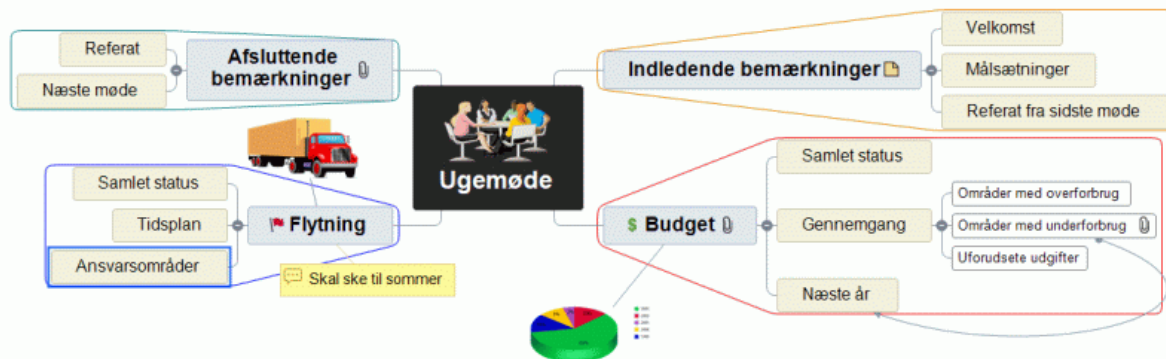 Ugemøde
Indledende bemærkninger
Velkomst
Målsætninger
Referat fra sidste møde
$ Budget
Samlet status
Gennemgang
Områder med overforbrug
Områder med underforbrug
Uforudsete udgifter
Næste år
Flytning
Samlet status
Tidsplan
Ansvarsområder
Skal ske til sommer
Afsluttende
bemærkninger
Referat
Næste møde